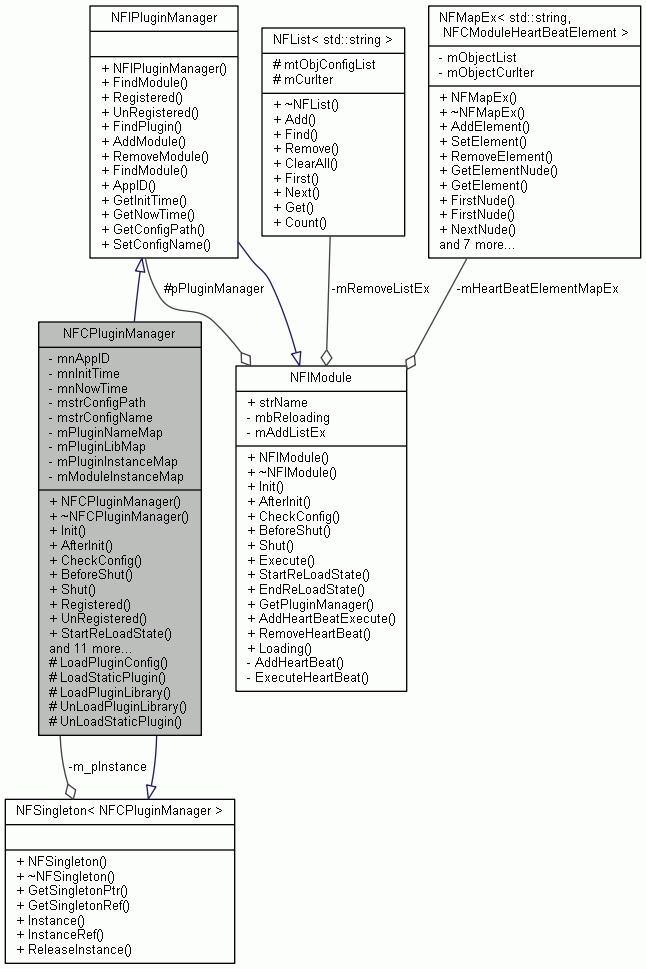 NFIPluginManager
+ NFIPluginManager()
+ FindModule()
+ Registered()
+ UnRegistered()
+ FindPlugin()
+ AddModule()
+ RemoveModule()
+ FindModule()
+ AppID()
+ GetInitTime()
+ GetNowTime()
+ GetConfigPath()
+ SetConfigName()
NFList< std::string >
# mtObjConfigList
# mCurIter
+ ~NFList()
+ Add()
+ Find()
+ Remove()
+ ClearAll()
+ First()
+ Next()
+ Get()
+ Count()
NFMapEx< std::string,
NFCModuleHeartBeatElement >
- mObjectList
- mObjectCurIter
+ NFMapEx()
+ ~NFMapEx()
+ AddElement()
+ SetElement()
+ RemoveElement()
+ GetElementNude()
+ GetElement()
+ FirstNude()
+ FirstNude()
+ NextNude()
and 7 more...
#pPluginManager
-mRemoveListEx
-mHeartBeatElementMapEx
NFCPluginManager
- mnAppID
- mnInitTime
- mnNowTime
- mstrConfigPath
- mstrConfigName
- mPluginNameMap
- mPluginLibMap
- mPluginInstanceMap
- mModuleInstanceMap
+ NFCPluginManager()
+ ~NFCPluginManager()
+ Init()
+ AfterInit()
+ CheckConfig()
+ BeforeShut()
+ Shut()
+ Registered()
+ UnRegistered()
+ StartReLoadState()
and 11 more...
# LoadPluginConfig()
# LoadStaticPlugin()
# LoadPluginLibrary()
# UnLoadPluginLibrary()
# UnLoadStaticPlugin()
NFIModule
+ strName
- mbReloading
- mAddListEx
+ NFIModule()
+ ~NFIModule()
+ Init()
+ AfterInit()
+ CheckConfig()
+ BeforeShut()
+ Shut()
+ Execute()
+ StartReLoadState()
+ EndReLoadState()
+ GetPluginManager()
+ AddHeartBeatExecute()
+ RemoveHeartBeat()
+ Loading()
- AddHeartBeat()
- ExecuteHeartBeat()
-m_pInstance
NFSingleton< NFCPluginManager >
+ NFSingleton()
+ ~NFSingleton()
+ GetSingletonPtr()
+ GetSingletonRef()
+ Instance()
+ InstanceRef()
+ ReleaseInstance()